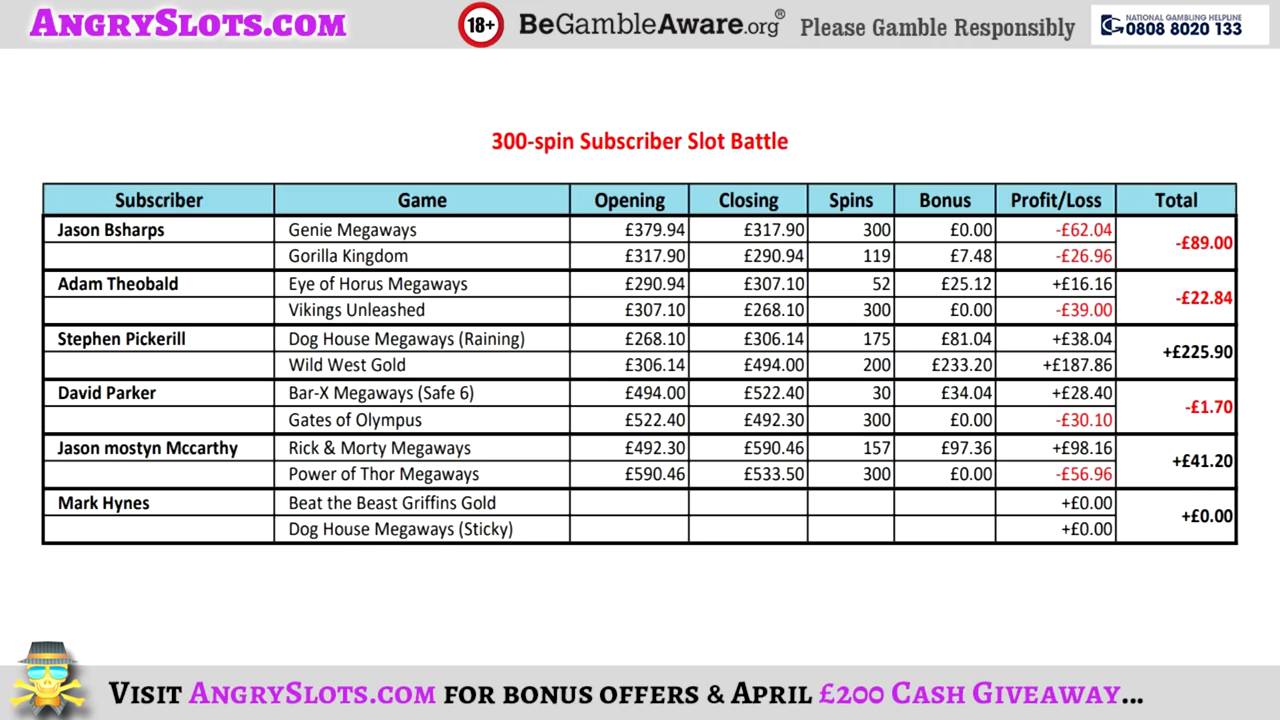 AngrySlots.com 18+ BeGambleAware.org® Please Gamble Responsibly NATIONAL GAMBLING HELPLINE 0808 8020 133
300-spin Subscriber Slot Battle
Subscriber Game Opening Closing Spins Bonus Profit/Loss Total
Jason Bsharps Genie Megaways £379.94 £317.90 300 £0.00 -£62.04 -£89.00
Gorilla Kingdom £317.90 £290.94 119 £7.48 -£26.96
Adam Theobald Eye of Horus Megaways £290.94 £307.10 52 £25.12 +£16.16 -£22.84
Vikings Unleashed £307.10 £268.10 300 £0.00 -£39.00
Stephen Pickerill Dog House Megaways (Raining) £268.10 £306.14 175 £81.04 +£38.04 +£225.90
Wild West Gold £306.14 £494.00 200 £233.20 +£187.86
David Parker Bar-X Megaways (Safe 6) £494.00 £522.40 30 £34.04 +£28.40 -£1.70
Gates of Olympus £522.40 £492.30 300 £0.00 -£30.10
Jason mostyn Mccarthy Rick & Morty Megaways £492.30 £590.46 157 £97.36 +£98.16 +£41.20
Power of Thor Megaways £590.46 £533.50 300 £0.00 -£56.96
Mark Hynes Beat the Beast Griffins Gold +£0.00 +£0.00
Dog House Megaways (Sticky) +£0.00
Visit AngrySlots.com for bonus offers & April £200 Cash Giveaway...